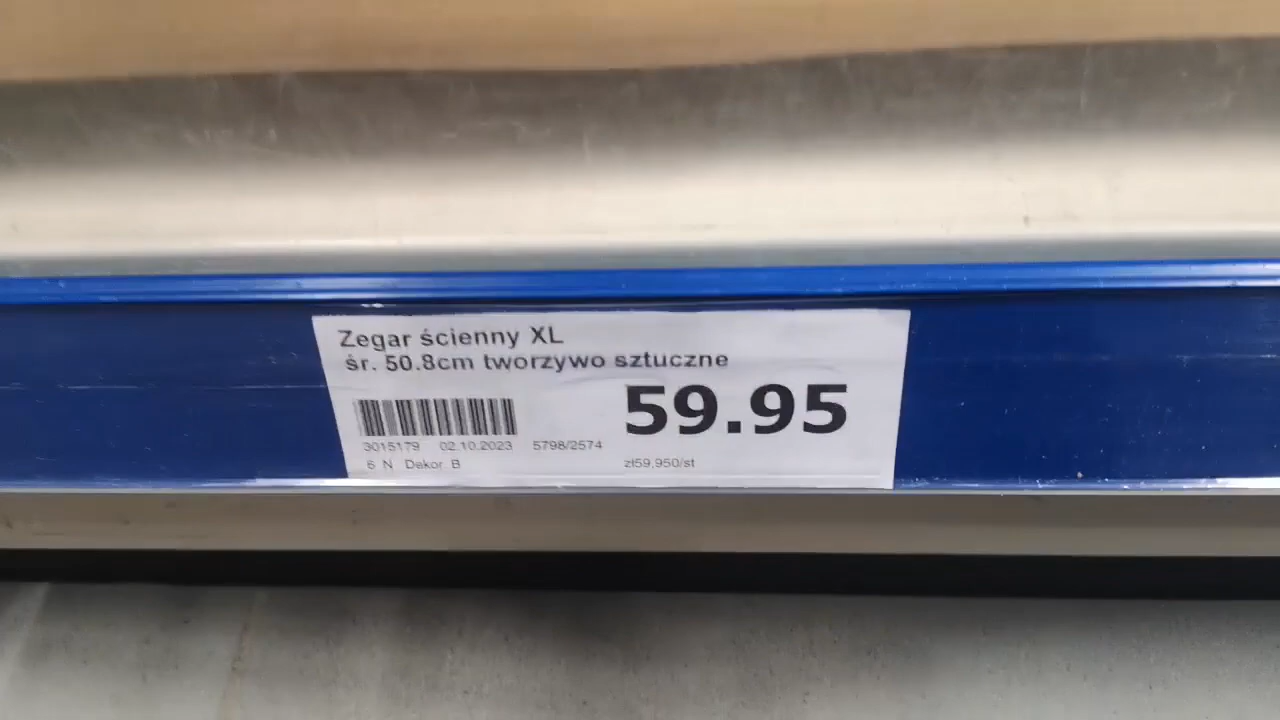 Zegar ścienny XL
śr. 50.8cm tworzywo sztuczne
59.95
3015179 02.10.2023 5798/2574
6 N Dekor B
zł59,950/st